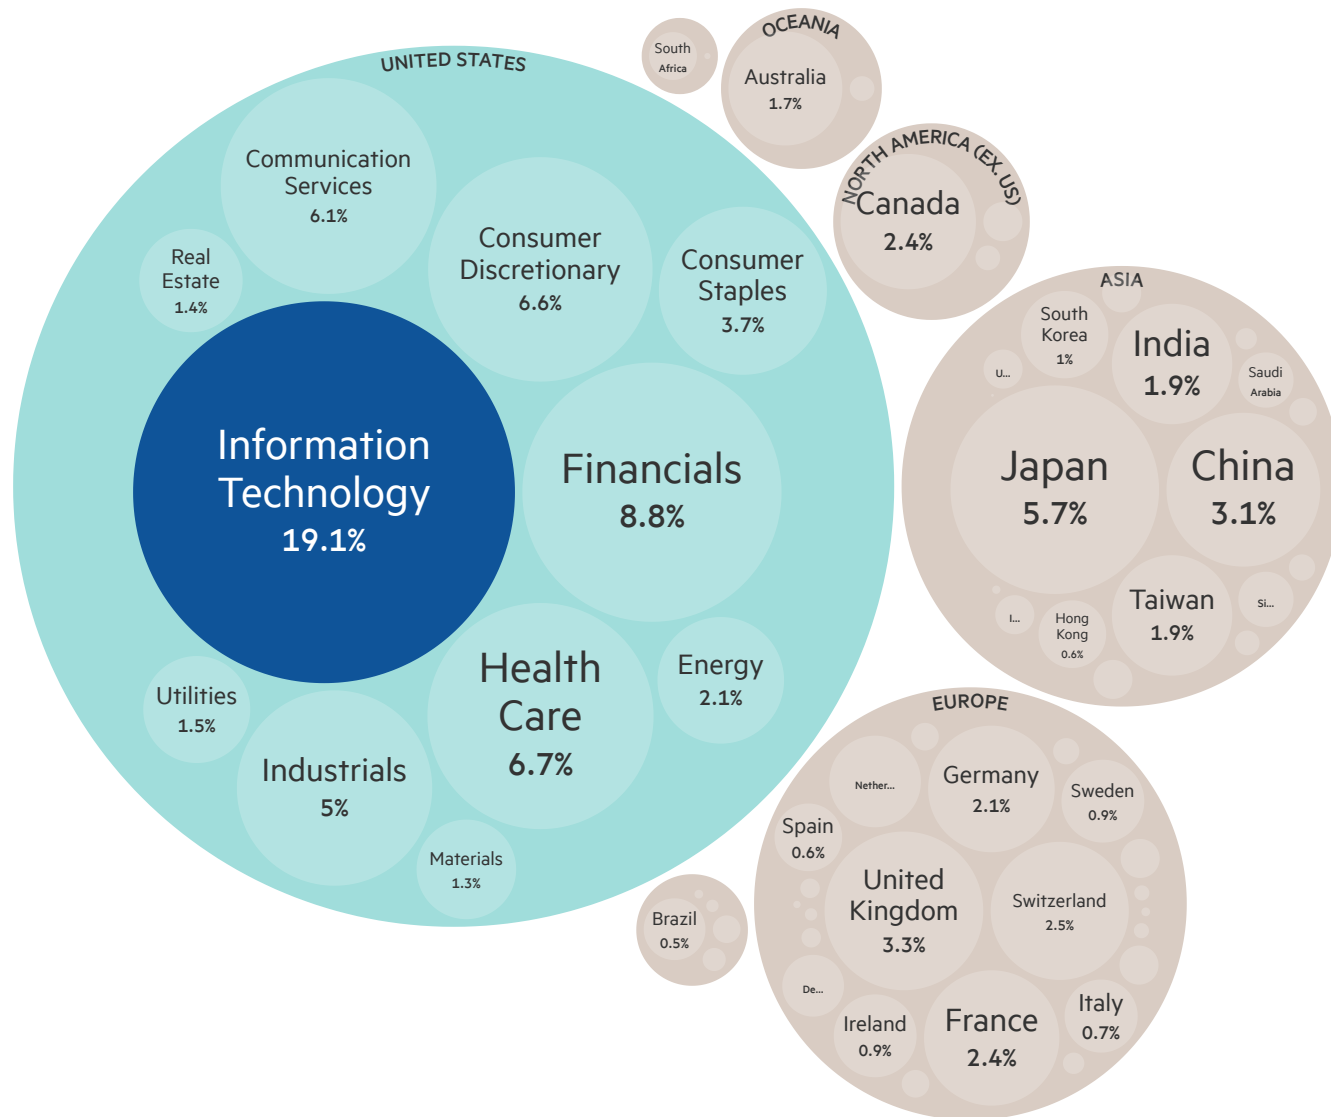 UNITED STATES
Communication
Services
6.1%
Real
Estate
1.4%
Consumer
Discretionary
6.6%
Consumer
Staples
3.7%
Information
Technology
19.1%
Financials
8.8%
Health
Care
6.7%
Energy
2.1%
Utilities
1.5%
Industrials
5%
Materials
1.3%
South
Africa
OCEANIA
Australia
1.7%
NORTH AMERICA (EX. US)
Canada
2.4%
ASIA
South
Korea
1%
India
1.9%
U...
Saudi
Arabia
Japan
5.7%
China
3.1%
I...
Hong
Kong
0.6%
Taiwan
1.9%
Si...
EUROPE
Nether...
Germany
2.1%
Sweden
0.9%
Spain
0.6%
United
Kingdom
3.3%
Switzerland
2.5%
De...
Ireland
0.9%
France
2.4%
Italy
0.7%
Brazil
0.5%